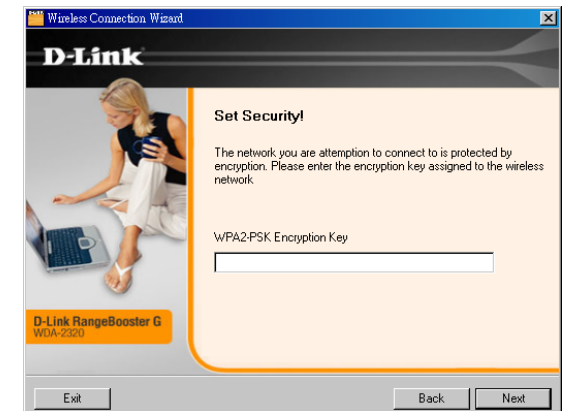 Wireless Connection Wizard
D-Link
Set Security!
The network you are attemption to connect to is protected by
encryption. Please enter the encryption key assigned to the wireless
network
WPA2-PSK Encryption Key
D-Link RangeBooster G
WDA-2320
Exit
Back
Next